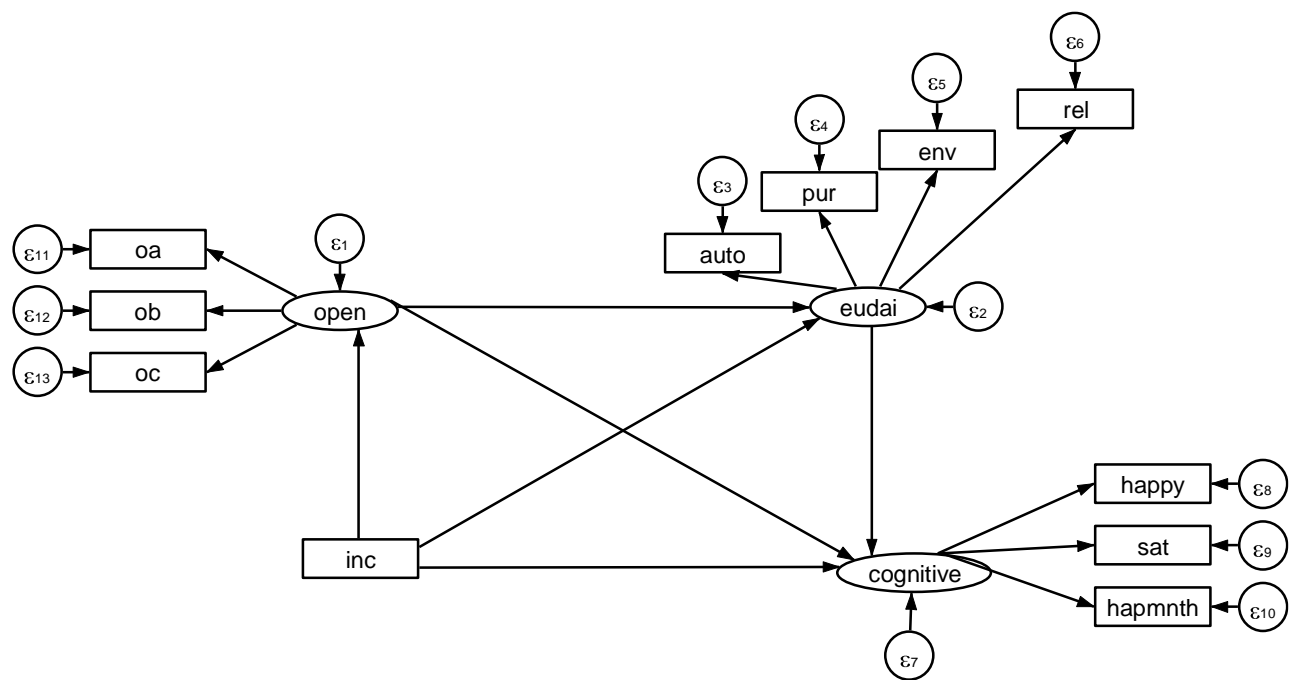 ε6
ε5
rel
ε4
env
ε3
pur
ε11
oa
ε1
auto
ε12
ob
open
eudai
ε2
ε13
oc
happy
ε8
inc
sat
ε9
cognitive
hapmnth
ε10
ε7